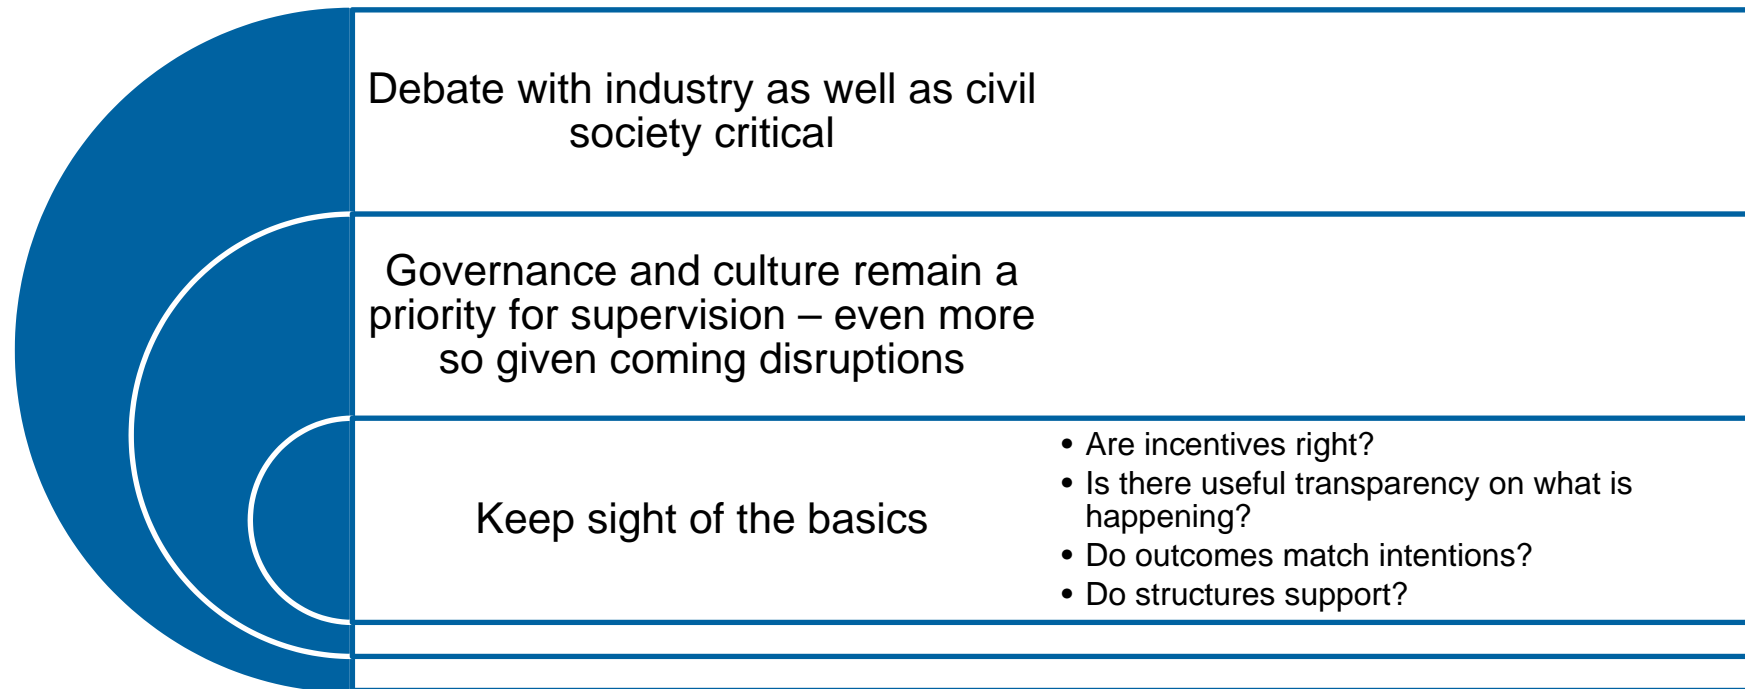 Debate with industry as well as civil
society critical
Governance and culture remain a
priority for supervision – even more
so given coming disruptions
Keep sight of the basics
• Are incentives right?
• Is there useful transparency on what is
happening?
• Do outcomes match intentions?
• Do structures support?